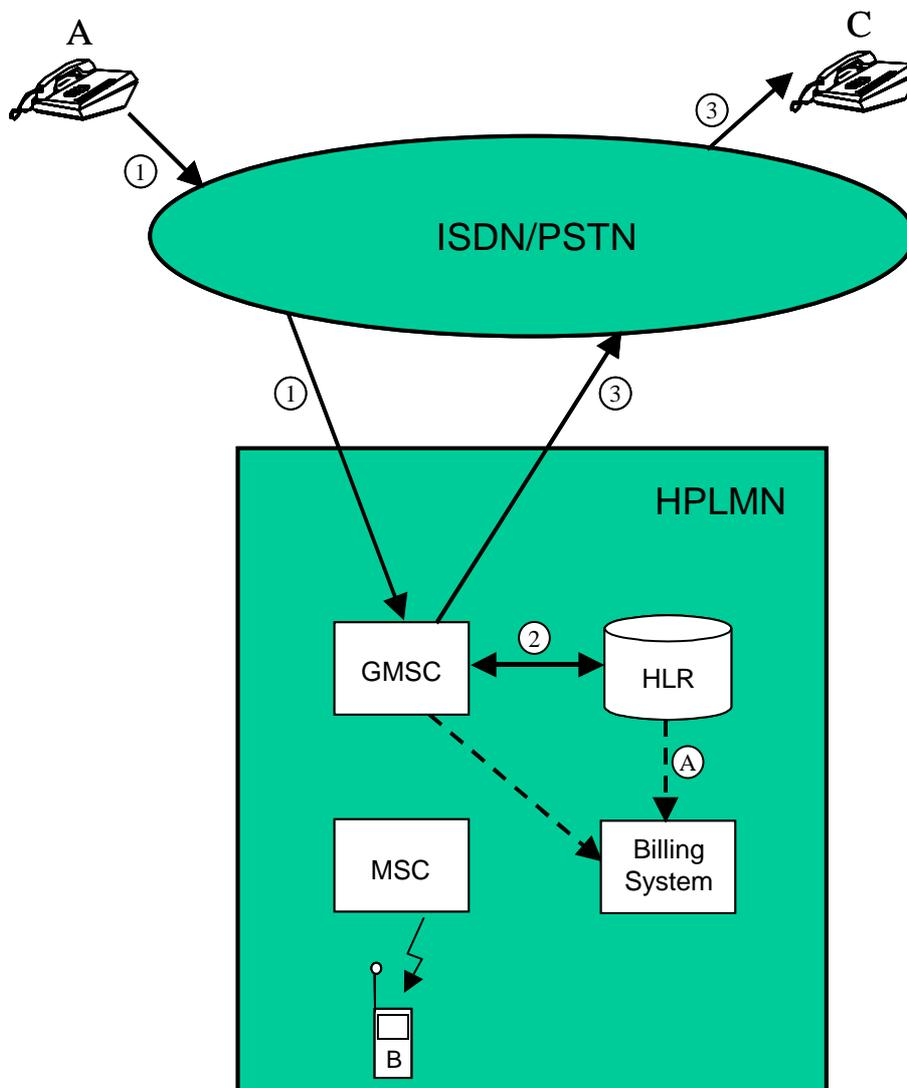 A
C
3
1
ISDN/PSTN
1
3
HPLMN
GMSC
2
HLR
A
MSC
Billing
System
B